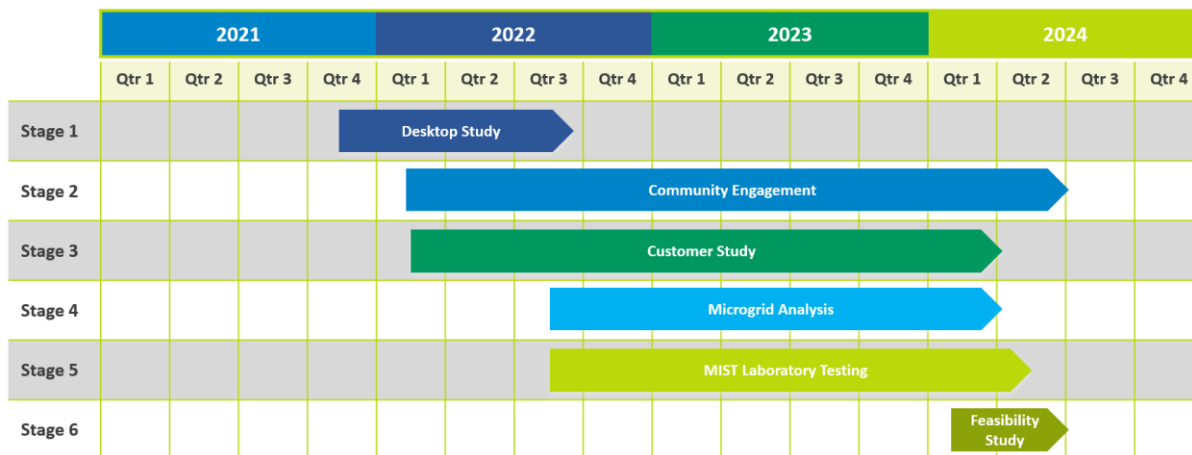 2021 2022 2023 2024
Qtr 1 Qtr 2 Qtr 3 Qtr 4 Qtr 1 Qtr 2 Qtr 3 Qtr 4 Qtr 1 Qtr 2 Qtr 3 Qtr 4 Qtr 1 Qtr 2 Qtr 3 Qtr 4
Stage 1 Desktop Study
Stage 2 Community Engagement
Stage 3 Customer Study
Stage 4 Microgrid Analysis
Stage 5 MIST Laboratory Testing
Stage 6 Feasibility
Study